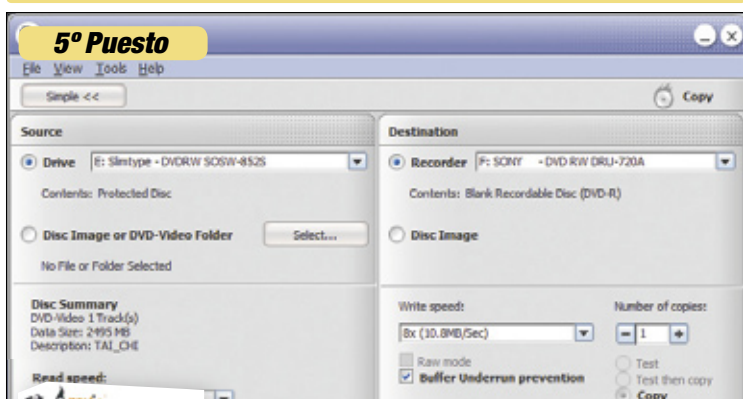 5º Puesto
File View Tools Help
Simple <<
Copy
Source
Drive
E: Slimtype - DVDRW SOSW-852S
Contents: Protected Disc
Disc Image or DVD-Video Folder
Select...
No File or Folder Selected
Disc Summary
DVD-Video 1 Track(s)
Data Size: 2495 MB
Description: TAI_CHI
Read speed:
Destination
Recorder
F: SONY - DVD RW DRU-720A
Contents: Blank Recordable Disc (DVD-R)
Disc Image
Write speed:
8x (10.8MB/Sec)
Number of copies:
1
Raw mode
Buffer Underrun prevention
Test
Test then copy
Copy